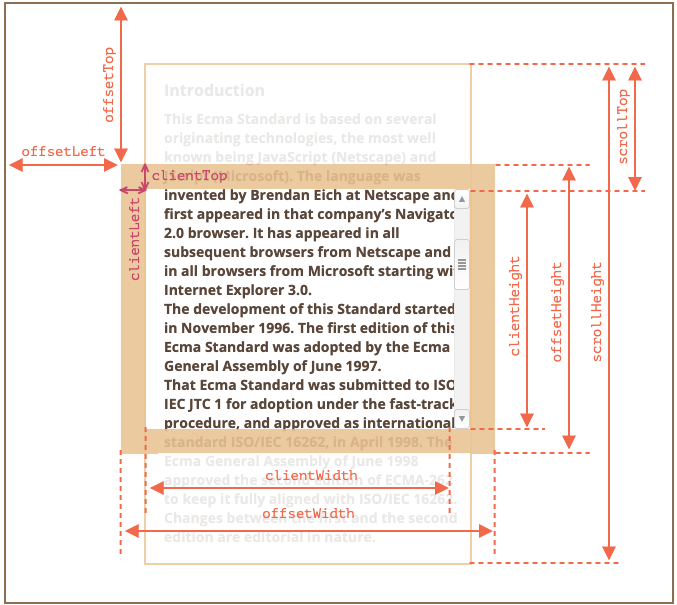 offsetTop
offsetLeft
Introduction
This Ecma Standard is based on several
originating technologies, the most well
known being JavaScript (Netscape) and
(Microsoft). The language was
clientTop
clientLeft
invented by Brendan Eich at Netscape and
first appeared in that company's Navigato
2.0 browser. It has appeared in all
subsequent browsers from Netscape and
in all browsers from Microsoft starting wi
Internet Explorer 3.0.
The development of this Standard started
in November 1996. The first edition of this
Ecma Standard was adopted by the Ecma
General Assembly of June 1997.
That Ecma Standard was submitted to ISO
IEC JTC 1 for adoption under the fast-track
procedure, and approved as international
standard ISO/IEC 16262, in April 1998. The
Ecma General Assembly of June 1998
approved the second edition of ECMA-262
clientWidth
to keep it fully aligned with ISO/IEC 16262.
offsetWidth
Changes between the first and the second
edition are editorial in nature.
scrollTop
clientHeight
offsetHeight
scrollHeight